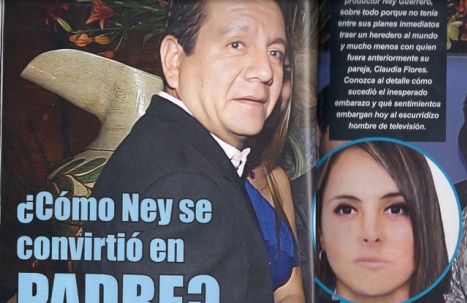 productor Ney Guerrero,
sobre todo porque no tenía
entre sus planes inmediatos
traer un heredero al mundo
y mucho menos con quien
fuera anteriormente su
pareja, Claudia Flores.
Conozca al detalle cómo
sucedió el inesperado
embarazo y qué sentimientos
embargan hoy al escurridizo
hombre de televisión.
¿Cómo Ney se
convirtió en
PADRE?